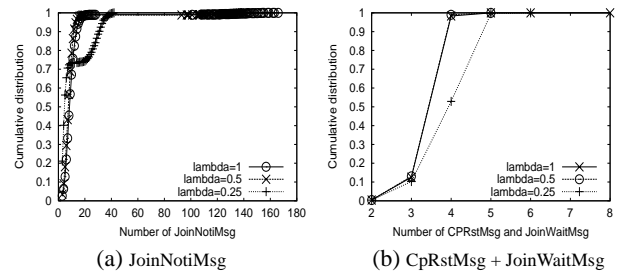 1
0.9
0.8
0.7
0.6
0.5
0.4
0.3
0.2
0.1
0
Cumulative distribution
lambda=1
lambda=0.5
lambda=0.25
0 20 40 60 80 100 120 140 160 180
Number of JoinNotiMsg
(a) JoinNotiMsg
1
0.9
0.8
0.7
0.6
0.5
0.4
0.3
0.2
0.1
0
Cumulative distribution
lambda=1
lambda=0.5
lambda=0.25
2 3 4 5 6 7 8
Number of CPRstMsg and JoinWaitMsg
(b) CpRstMsg + JoinWaitMsg